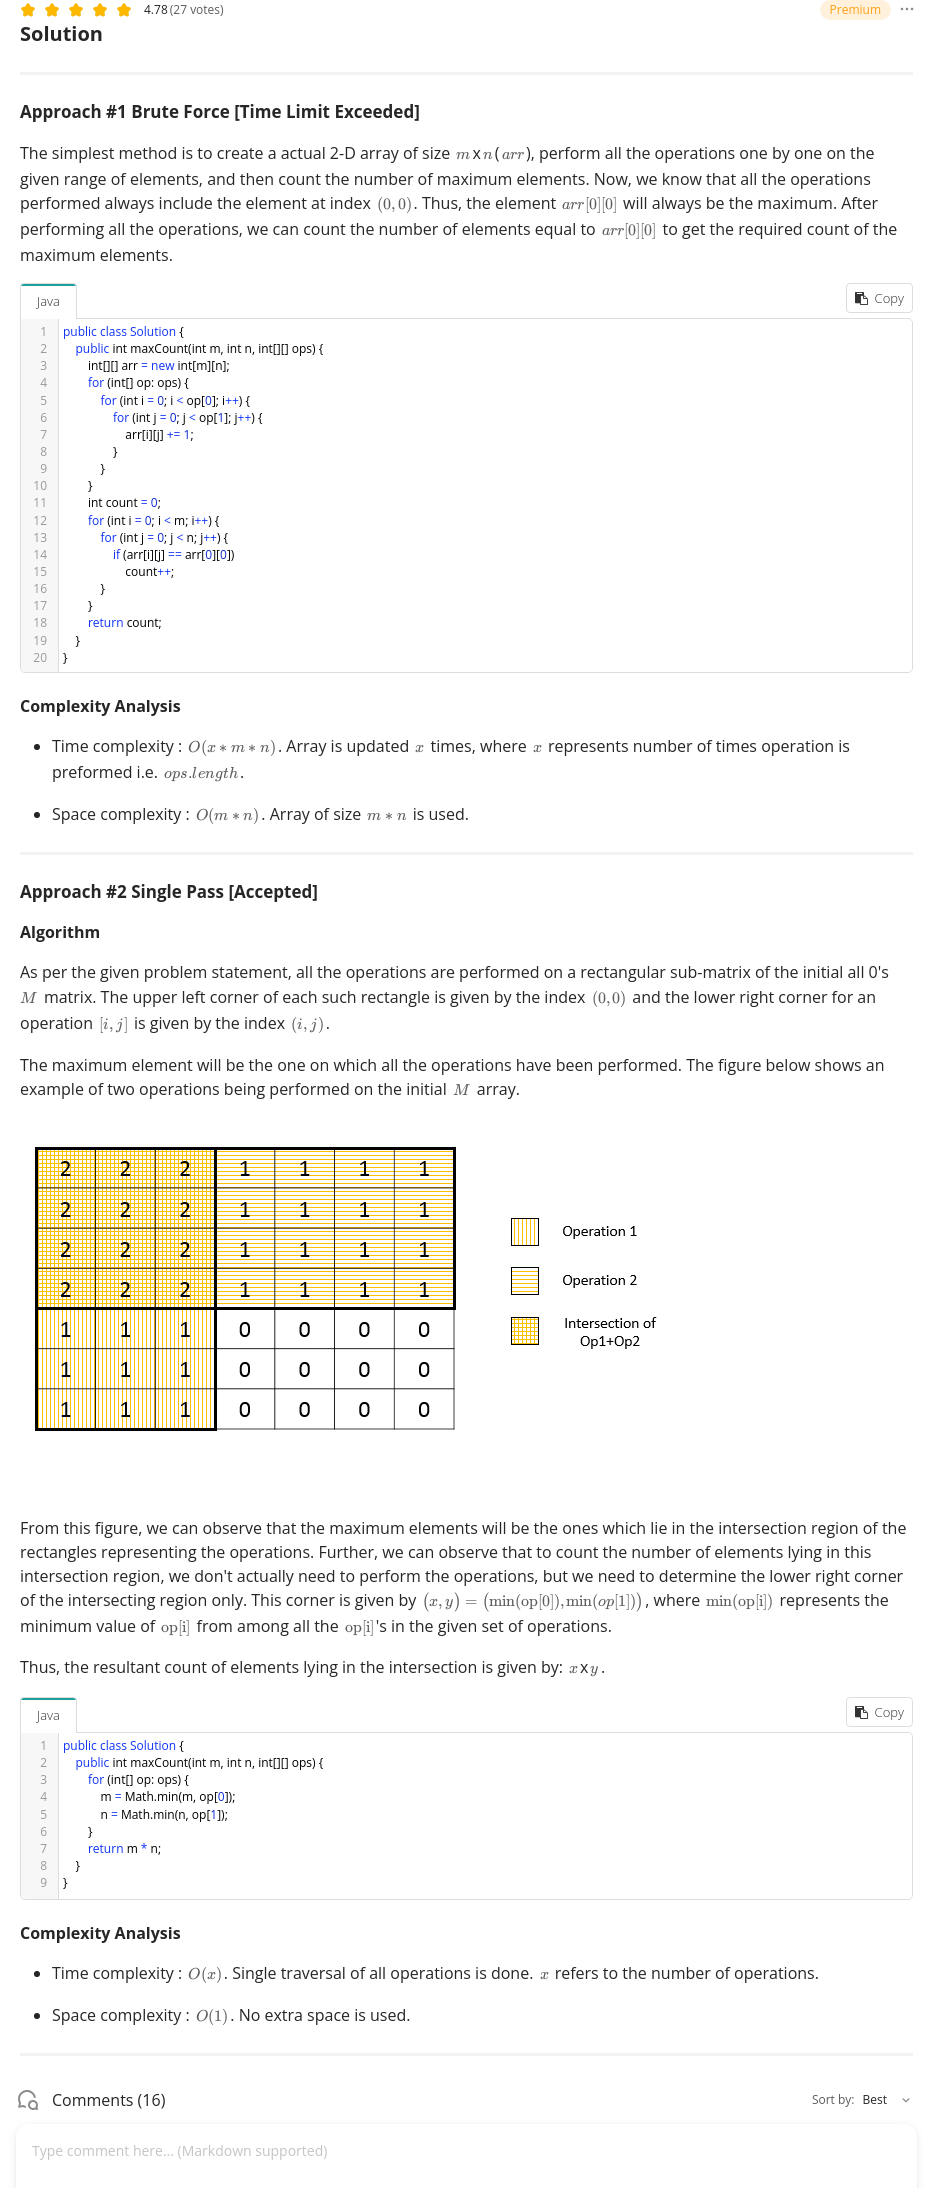 4.78 (27 votes)
Premium
Solution
Approach #1 Brute Force [Time Limit Exceeded]
The simplest method is to create a actual 2-D array of size m x n(arr), perform all the operations one by one on the
given range of elements, and then count the number of maximum elements. Now, we know that all the operations
performed always include the element at index (0, 0). Thus, the element arr[0][0] will always be the maximum. After
performing all the operations, we can count the number of elements equal to arr[0][0] to get the required count of the
maximum elements.
Java
Copy
1 public class Solution {
2 public int maxCount(int m, int n, int[][] ops) {
3 int[][] arr = new int[m][n];
4 for (int[] op: ops) {
5 for (int i = 0; i < op[0]; i++) {
6 for (int j = 0; j < op[1]; j++) {
7 arr[i][j] += 1;
8 }
9 }
10 }
11 int count = 0;
12 for (int i = 0; i < m; i++) {
13 for (int j = 0; j < n; j++) {
14 if (arr[i][j] == arr[0][0])
15 count++;
16 }
17 }
18 return count;
19 }
20 }
Complexity Analysis
• Time complexity : O(x * m * n). Array is updated x times, where x represents number of times operation is
preformed i.e. ops.length.
• Space complexity : O(m * n). Array of size m * n is used.
Approach #2 Single Pass [Accepted]
Algorithm
As per the given problem statement, all the operations are performed on a rectangular sub-matrix of the initial all 0's
M matrix. The upper left corner of each such rectangle is given by the index (0, 0) and the lower right corner for an
operation [i, j] is given by the index (i, j).
The maximum element will be the one on which all the operations have been performed. The figure below shows an
example of two operations being performed on the initial M array.
2 2 2 1 1 1 1
2 2 2 1 1 1 1
2 2 2 1 1 1 1
2 2 2 1 1 1 1
1 1 1 0 0 0 0
1 1 1 0 0 0 0
1 1 1 0 0 0 0
Operation 1
Operation 2
Intersection of
Op1+Op2
From this figure, we can observe that the maximum elements will be the ones which lie in the intersection region of the
rectangles representing the operations. Further, we can observe that to count the number of elements lying in this
intersection region, we don't actually need to perform the operations, but we need to determine the lower right corner
of the intersecting region only. This corner is given by (x, y) = (min(op[0]), min(op[1])), where min(op[i]) represents the
minimum value of op[i] from among all the op[i]'s in the given set of operations.
Thus, the resultant count of elements lying in the intersection is given by: x x y.
Java
Copy
1 public class Solution {
2 public int maxCount(int m, int n, int[][] ops) {
3 for (int[] op: ops) {
4 m = Math.min(m, op[0]);
5 n = Math.min(n, op[1]);
6 }
7 return m * n;
8 }
9 }
Complexity Analysis
• Time complexity : O(x). Single traversal of all operations is done. x refers to the number of operations.
• Space complexity : O(1). No extra space is used.
Comments (16)
Sort by: Best
Type comment here... (Markdown supported)